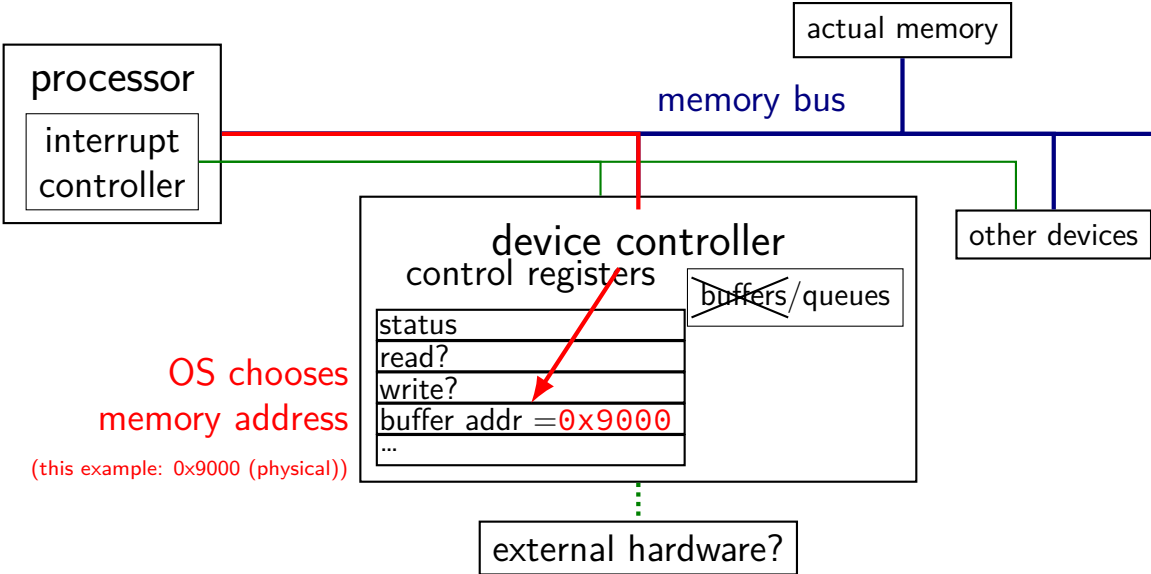 actual memory
processor
memory bus
interrupt
controller
other devices
device controller
control registers
buffers/queues
status
read?
write?
buffer addr =0x9000
...
OS chooses
memory address
(this example: 0x9000 (physical))
external hardware?